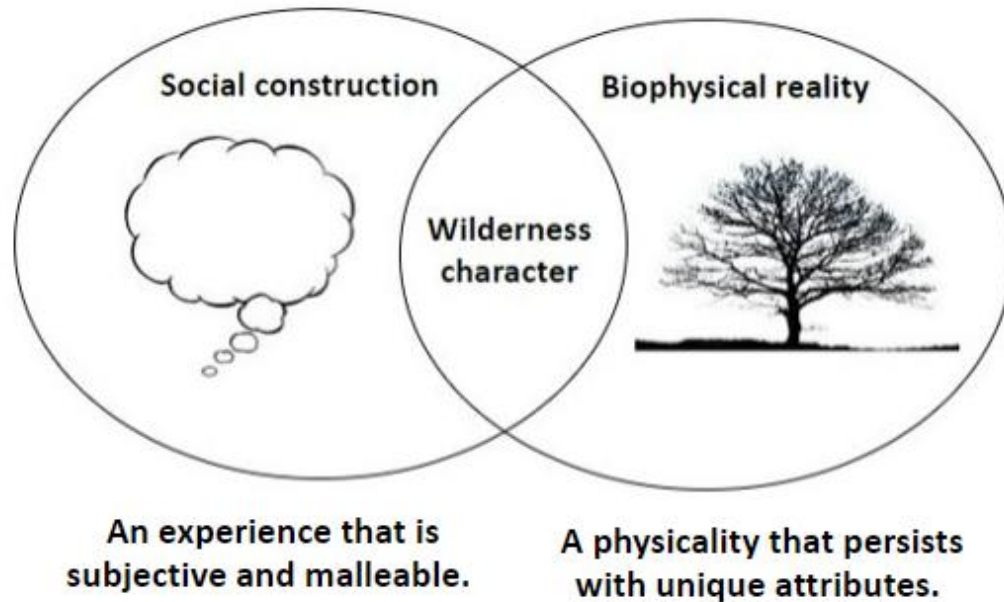 Social construction
Biophysical reality
Wilderness
character
An experience that is
subjective and malleable.
A physicality that persists
with unique attributes.